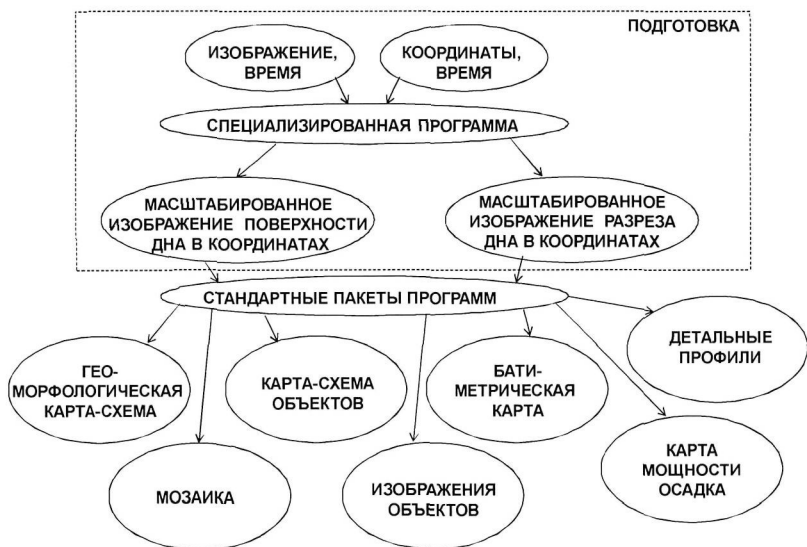 ПОДГОТОВКА
ИЗОБРАЖЕНИЕ,
ВРЕМЯ
КООРДИНАТЫ,
ВРЕМЯ
СПЕЦИАЛИЗИРОВАННАЯ ПРОГРАММА
МАСШТАБИРОВАННОЕ
ИЗОБРАЖЕНИЕ ПОВЕРХНОСТИ
ДНА В КООРДИНАТАХ
МАСШТАБИРОВАННОЕ
ИЗОБРАЖЕНИЕ РАЗРЕЗА
ДНА В КООРДИНАТАХ
СТАНДАРТНЫЕ ПАКЕТЫ ПРОГРАММ
ГЕО-
МОРФОЛОГИЧЕСКАЯ
КАРТА-СХЕМА
КАРТА-СХЕМА
ОБЪЕКТОВ
БАТИ-
МЕТРИЧЕСКАЯ
КАРТА
ДЕТАЛЬНЫЕ
ПРОФИЛИ
МОЗАИКА
ИЗОБРАЖЕНИЯ
ОБЪЕКТОВ
КАРТА
МОЩНОСТИ
ОСАДКА